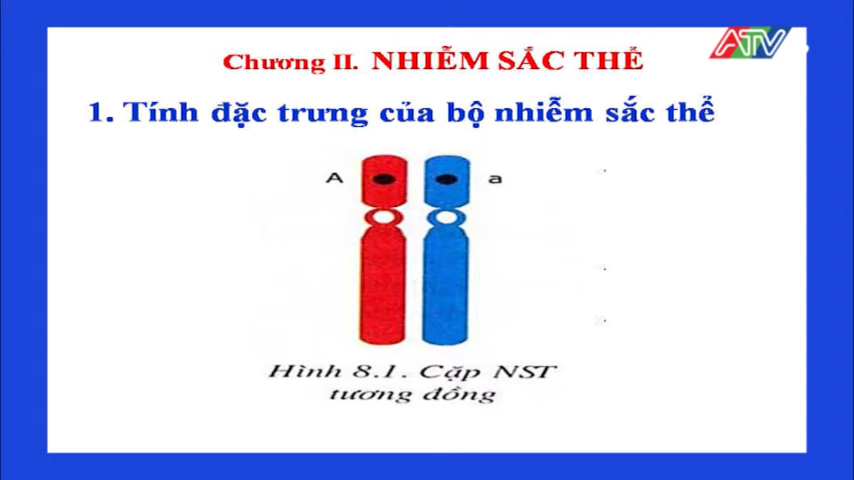 ATV
Chương II. NHIỄM SẮC THỂ
1. Tính đặc trưng của bộ nhiễm sắc thể
A a
Hình 8.1. Cặp NST
tương đồng